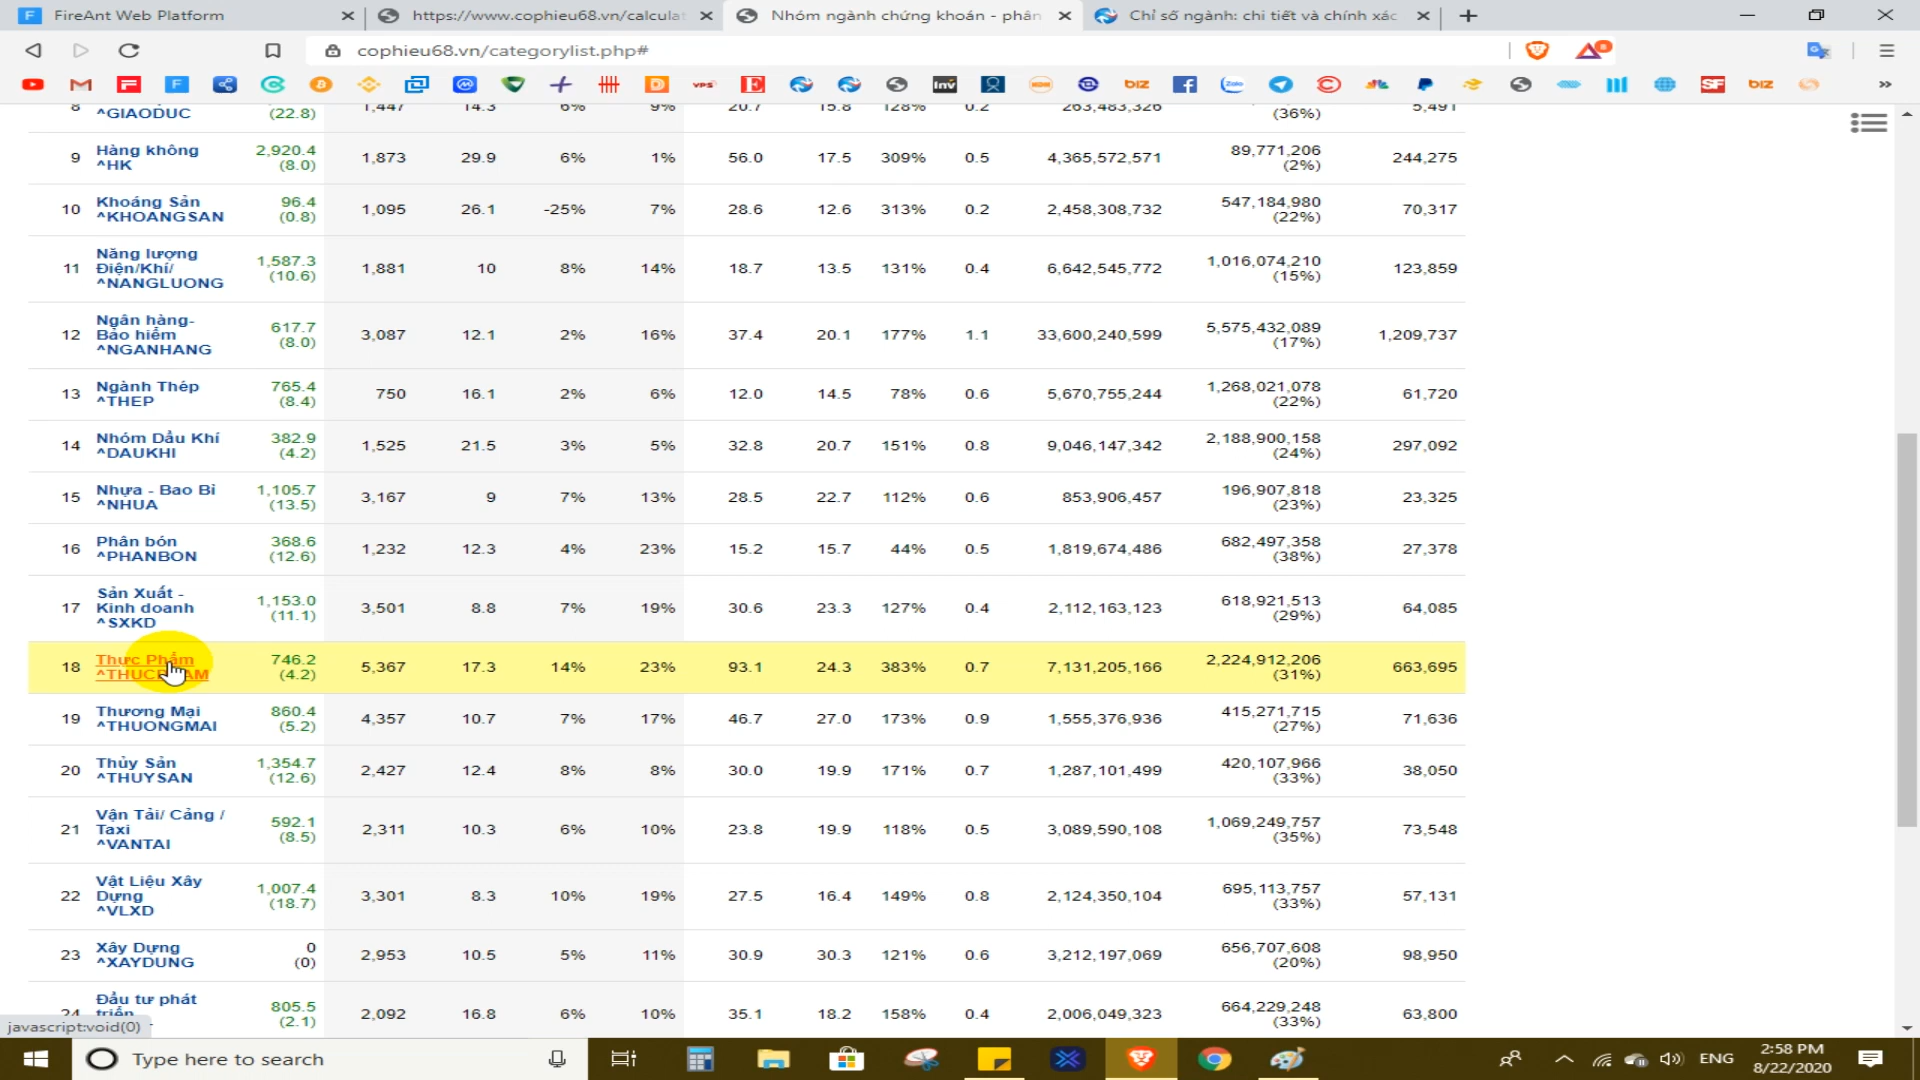 FireAnt Web Platform
https://www.cophieu68.vn/calculat
Nhóm ngành chứng khoán - phân
Chỉ số ngành: chi tiết và chính xác
cophieu68.vn/categorylist.php#
8 ^GIAODUC (22.8) 1,447 14.3 6% 9% 20.7 15.8 128% 0.2 263,483,326 (36%) 5,491
9 Hàng không ^HK 2,920.4 (8.0) 1,873 29.9 6% 1% 56.0 17.5 309% 0.5 4,365,572,571 89,771,206 (2%) 244,275
10 Khoáng Sản ^KHOANGSAN 96.4 (0.8) 1,095 26.1 -25% 7% 28.6 12.6 313% 0.2 2,458,308,732 547,184,980 (22%) 70,317
11 Năng lượng Điện/Khí/ ^NANGLUONG 1,587.3 (10.6) 1,881 10 8% 14% 18.7 13.5 131% 0.4 6,642,545,772 1,016,074,210 (15%) 123,859
12 Ngân hàng- Bảo hiểm ^NGANHANG 617.7 (8.0) 3,087 12.1 2% 16% 37.4 20.1 177% 1.1 33,600,240,599 5,575,432,089 (17%) 1,209,737
13 Ngành Thép ^THEP 765.4 (8.4) 750 16.1 2% 6% 12.0 14.5 78% 0.6 5,670,755,244 1,268,021,078 (22%) 61,720
14 Nhóm Dầu Khí ^DAUKHI 382.9 (4.2) 1,525 21.5 3% 5% 32.8 20.7 151% 0.8 9,046,147,342 2,188,900,158 (24%) 297,092
15 Nhựa - Bao Bì ^NHUA 1,105.7 (13.5) 3,167 9 7% 13% 28.5 22.7 112% 0.6 853,906,457 196,907,818 (23%) 23,325
16 Phân bón ^PHANBON 368.6 (12.6) 1,232 12.3 4% 23% 15.2 15.7 44% 0.5 1,819,674,486 682,497,358 (38%) 27,378
17 Sản Xuất - Kinh doanh ^SXKD 1,153.0 (11.1) 3,501 8.8 7% 19% 30.6 23.3 127% 0.4 2,112,163,123 618,921,513 (29%) 64,085
18 Thực Phẩm 746.2 (4.2) 5,367 17.3 14% 23% 93.1 24.3 383% 0.7 7,131,205,166 2,224,912,206 (31%) 663,695
19 Thương Mại ^THUONGMAI 860.4 (5.2) 4,357 10.7 7% 17% 46.7 27.0 173% 0.9 1,555,376,936 415,271,715 (27%) 71,636
20 Thủy Sản ^THUYSAN 1,354.7 (12.6) 2,427 12.4 8% 8% 30.0 19.9 171% 0.7 1,287,101,499 420,107,966 (33%) 38,050
21 Vận Tải/ Cảng / Taxi ^VANTAI 592.1 (8.5) 2,311 10.3 6% 10% 23.8 19.9 118% 0.5 3,089,590,108 1,069,249,757 (35%) 73,548
22 Vật Liệu Xây Dựng ^VLXD 1,007.4 (18.7) 3,301 8.3 10% 19% 27.5 16.4 149% 0.8 2,124,350,104 695,113,757 (33%) 57,131
23 Xây Dựng ^XAYDUNG 0 (0) 2,953 10.5 5% 11% 30.9 30.3 121% 0.6 3,212,197,069 656,707,608 (20%) 98,950
24 Đầu tư phát triển 805.5 (2.1) 2,092 16.8 6% 10% 35.1 18.2 158% 0.4 2,006,049,323 664,229,248 (33%) 63,800
javascript:void(0)
Type here to search
ENG
2:58 PM
8/22/2020